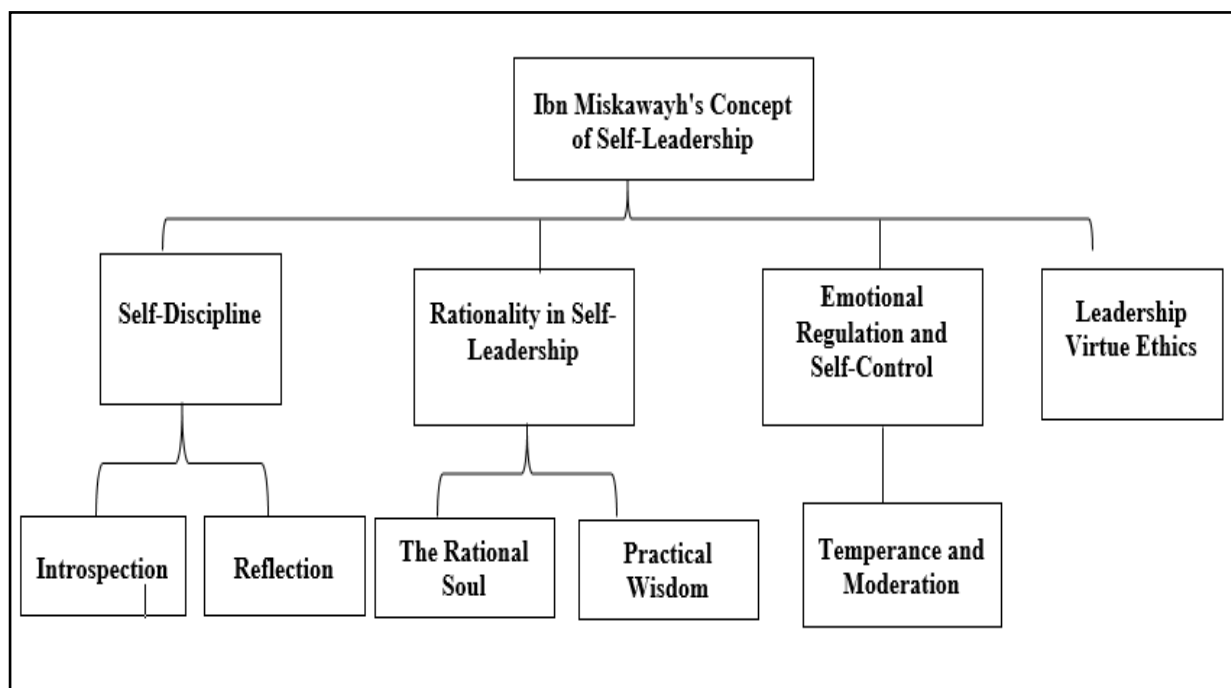 Ibn Miskawayh's Concept
of Self-Leadership
Self-Discipline
Rationality in Self-
Leadership
Emotional
Regulation and
Self-Control
Leadership
Virtue Ethics
Introspection
Reflection
The Rational
Soul
Practical
Wisdom
Temperance and
Moderation